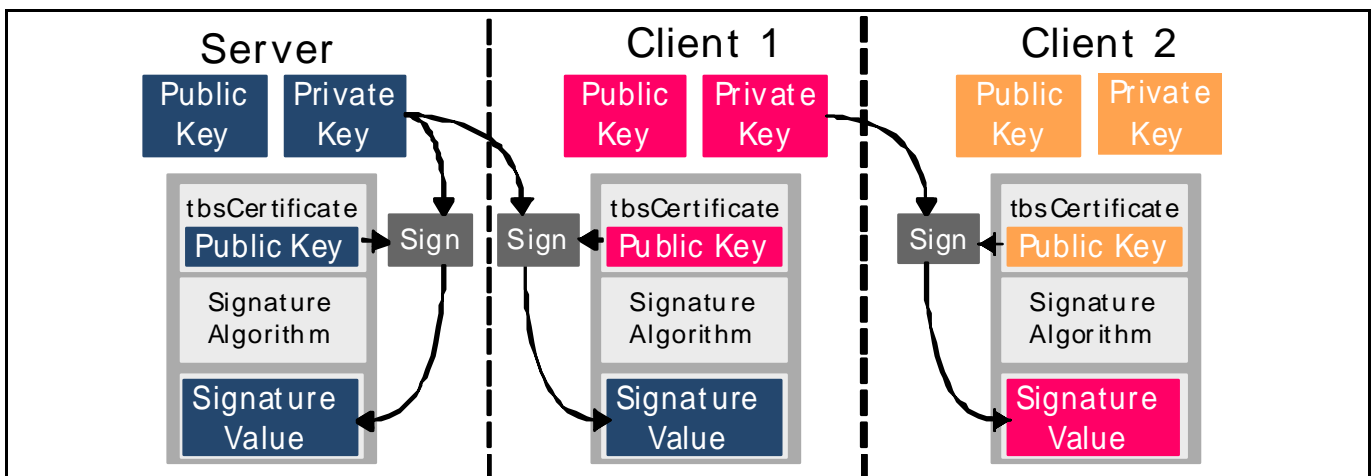 Server
Public
Key
Private
Key
tbsCertificate
Public Key
Sign
Signature
Algorithm
Signature
Value
Client 1
Public
Key
Private
Key
Sign
tbsCertificate
Public Key
Signature
Algorithm
Signature
Value
Client 2
Public
Key
Private
Key
Sign
tbsCertificate
Public Key
Signature
Algorithm
Signature
Value